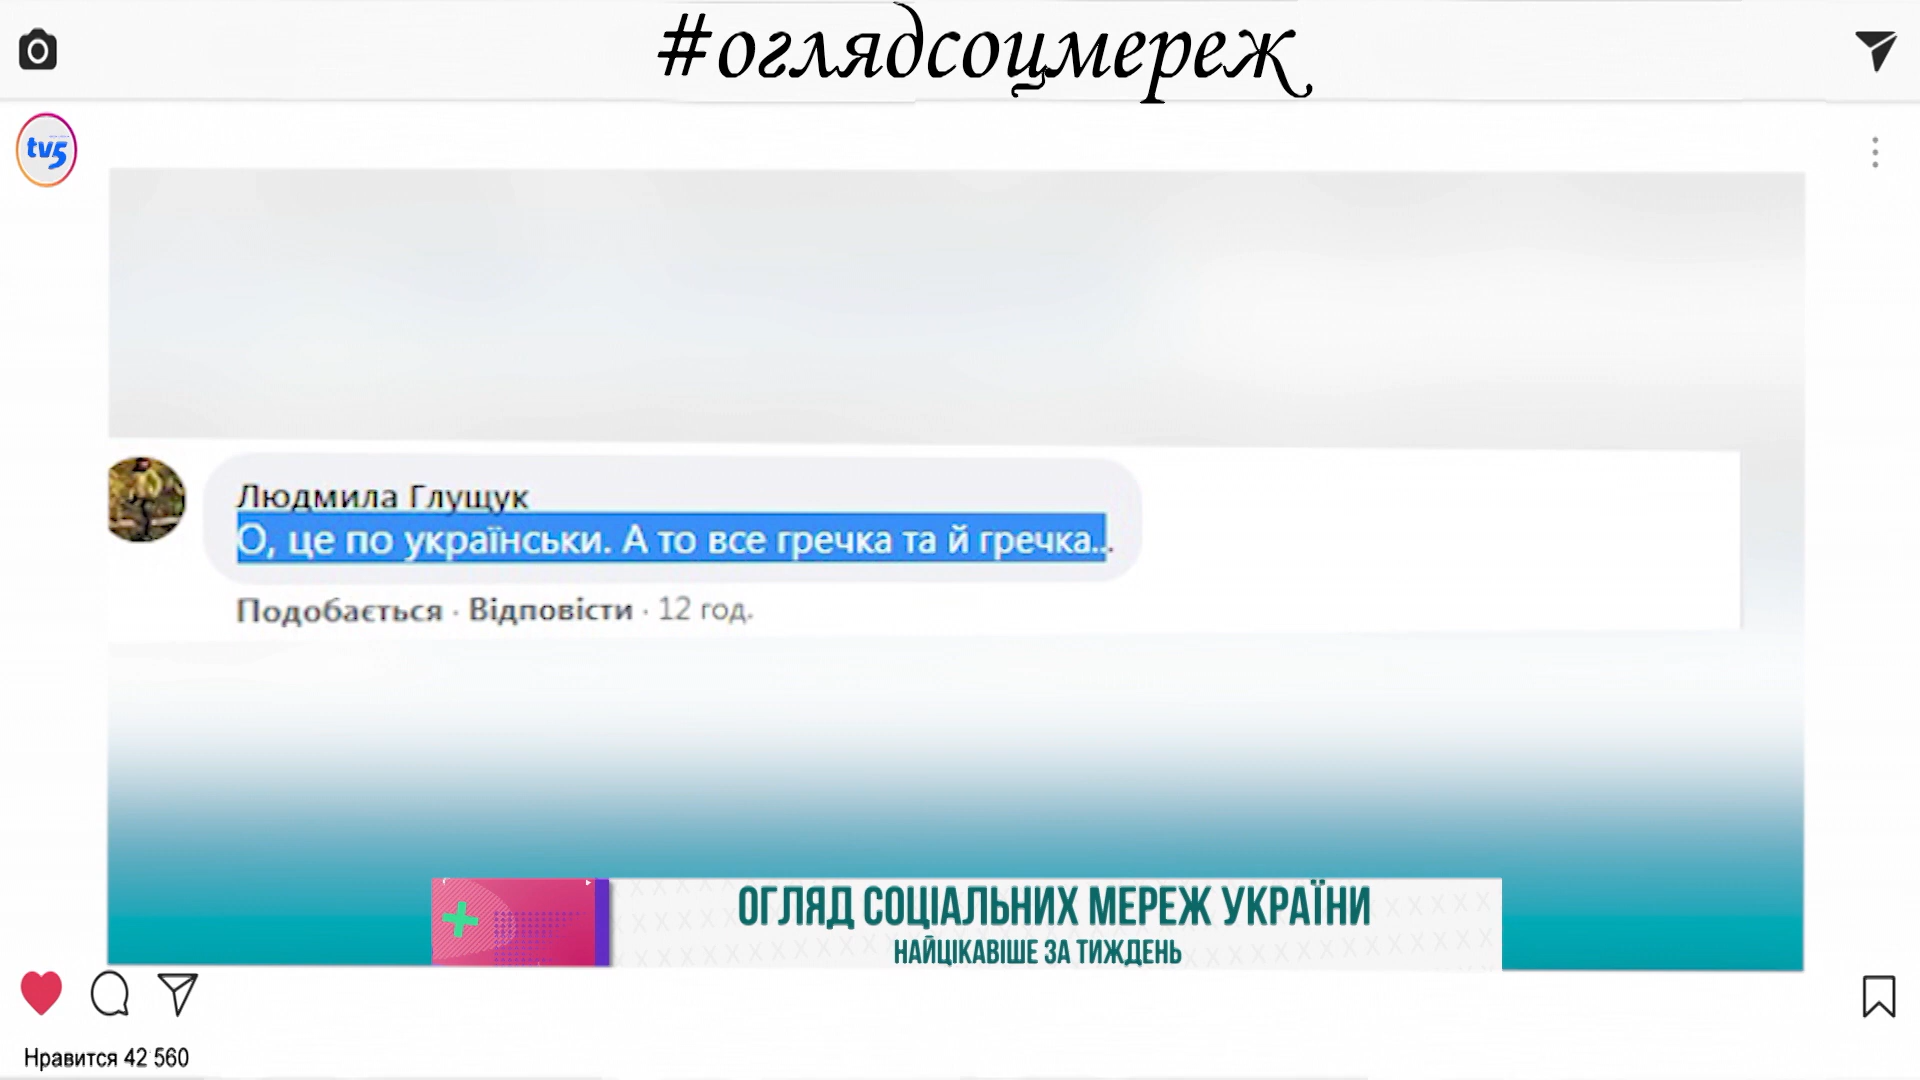 #оглядсоцмереж
tv5
Людмила Глущук
О, це по українськи. А то все гречка та й гречка...
Подобається · Відповісти · 12 год.
ОГЛЯД СОЦІАЛЬНИХ МЕРЕЖ УКРАЇНИ
НАЙЦІКАВІШЕ ЗА ТИЖДЕНЬ
Нравится 42 560